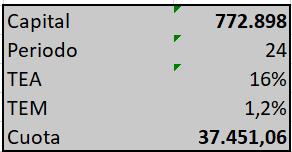 Capital 772.898
Periodo 24
TEA 16%
TEM 1,2%
Cuota 37.451,06